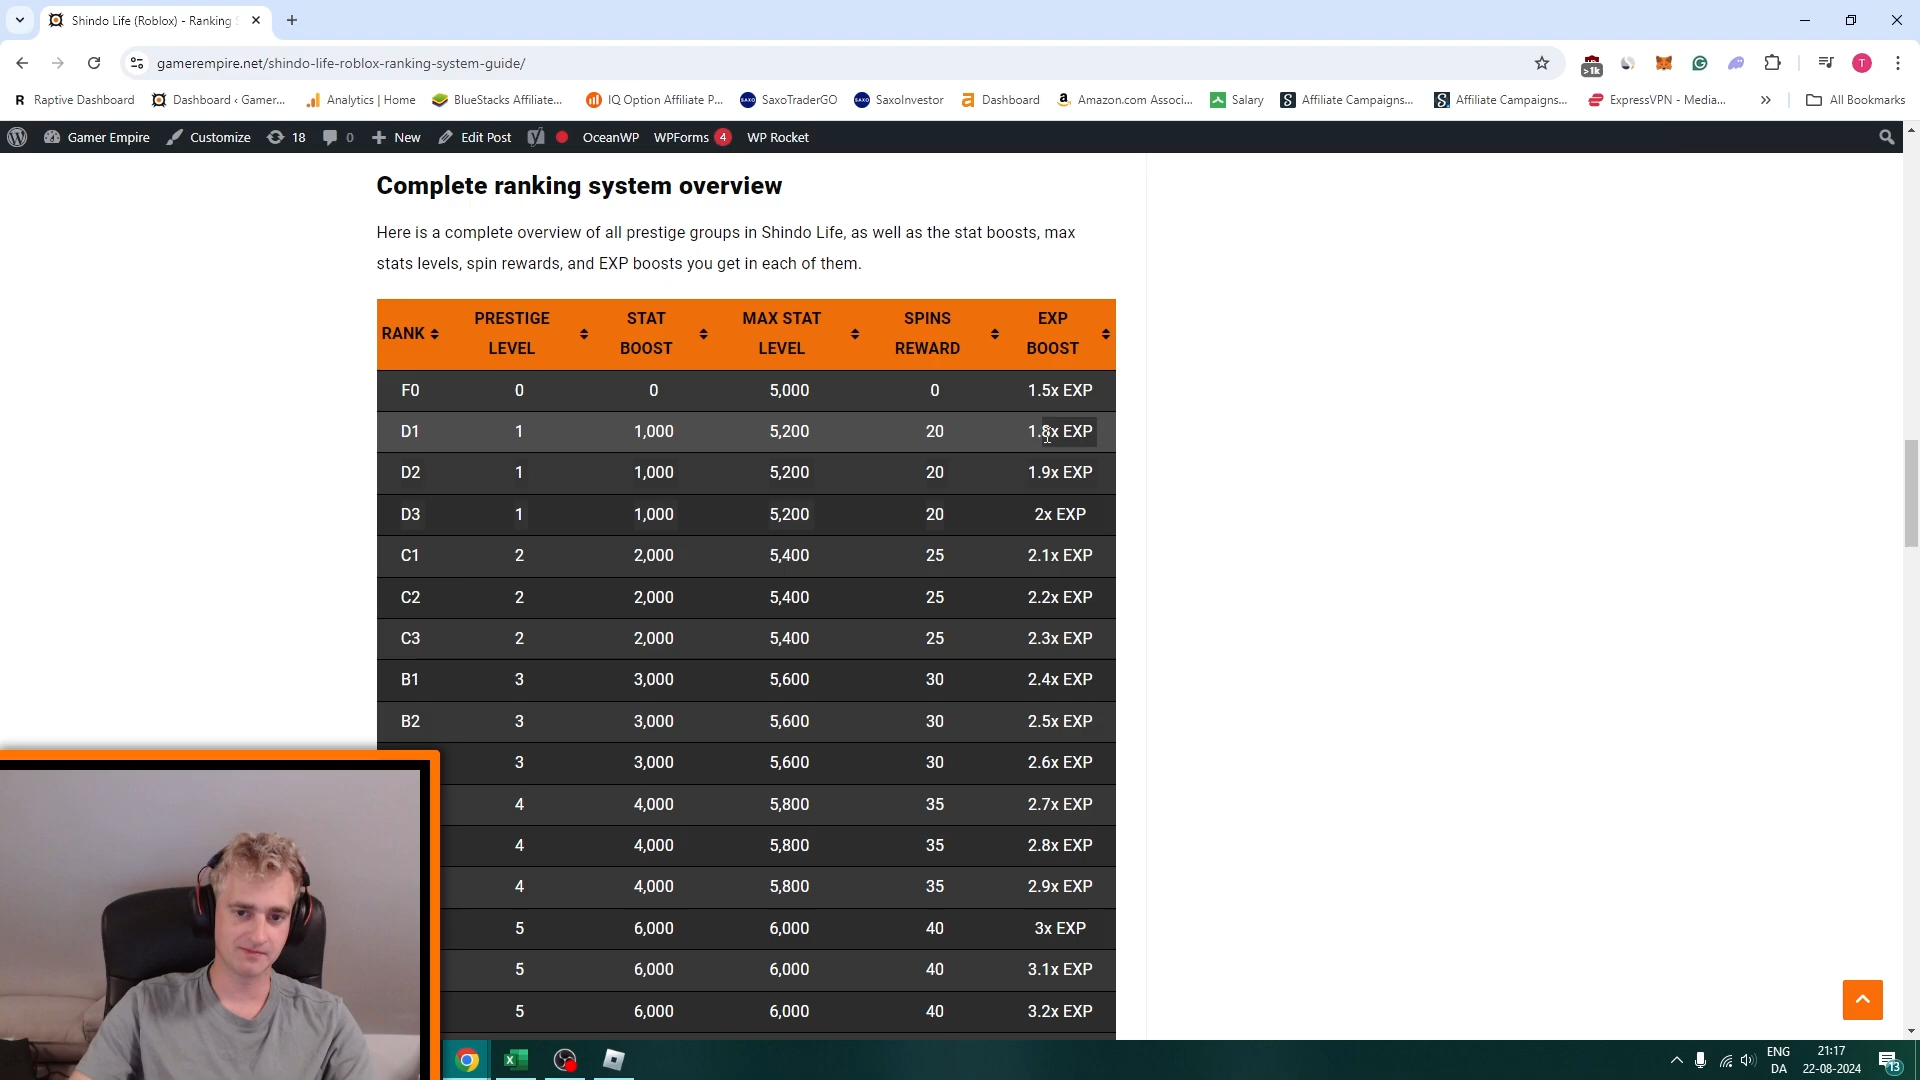 Shindo Life (Roblox) - Ranking S
gamerempire.net/shindo-life-roblox-ranking-system-guide/
>1k
T
R Raptive Dashboard
Dashboard ‹ Gamer...
Analytics | Home
BlueStacks Affiliate...
IQ Option Affiliate P...
SaxoTraderGO
SaxoInvestor
Dashboard
Amazon.com Associ...
Salary
Affiliate Campaigns...
Affiliate Campaigns...
ExpressVPN - Media...
»
All Bookmarks
Gamer Empire
Customize
18
0
New
Edit Post
OceanWP
WPForms 4
WP Rocket
Complete ranking system overview
Here is a complete overview of all prestige groups in Shindo Life, as well as the stat boosts, max
stats levels, spin rewards, and EXP boosts you get in each of them.
RANK PRESTIGE LEVEL STAT BOOST MAX STAT LEVEL SPINS REWARD EXP BOOST
F0 0 0 5,000 0 1.5x EXP
D1 1 1,000 5,200 20 1.8x EXP
D2 1 1,000 5,200 20 1.9x EXP
D3 1 1,000 5,200 20 2x EXP
C1 2 2,000 5,400 25 2.1x EXP
C2 2 2,000 5,400 25 2.2x EXP
C3 2 2,000 5,400 25 2.3x EXP
B1 3 3,000 5,600 30 2.4x EXP
B2 3 3,000 5,600 30 2.5x EXP
3 3,000 5,600 30 2.6x EXP
4 4,000 5,800 35 2.7x EXP
4 4,000 5,800 35 2.8x EXP
4 4,000 5,800 35 2.9x EXP
5 6,000 6,000 40 3x EXP
5 6,000 6,000 40 3.1x EXP
5 6,000 6,000 40 3.2x EXP
ENG
DA
21:17
22-08-2024
13